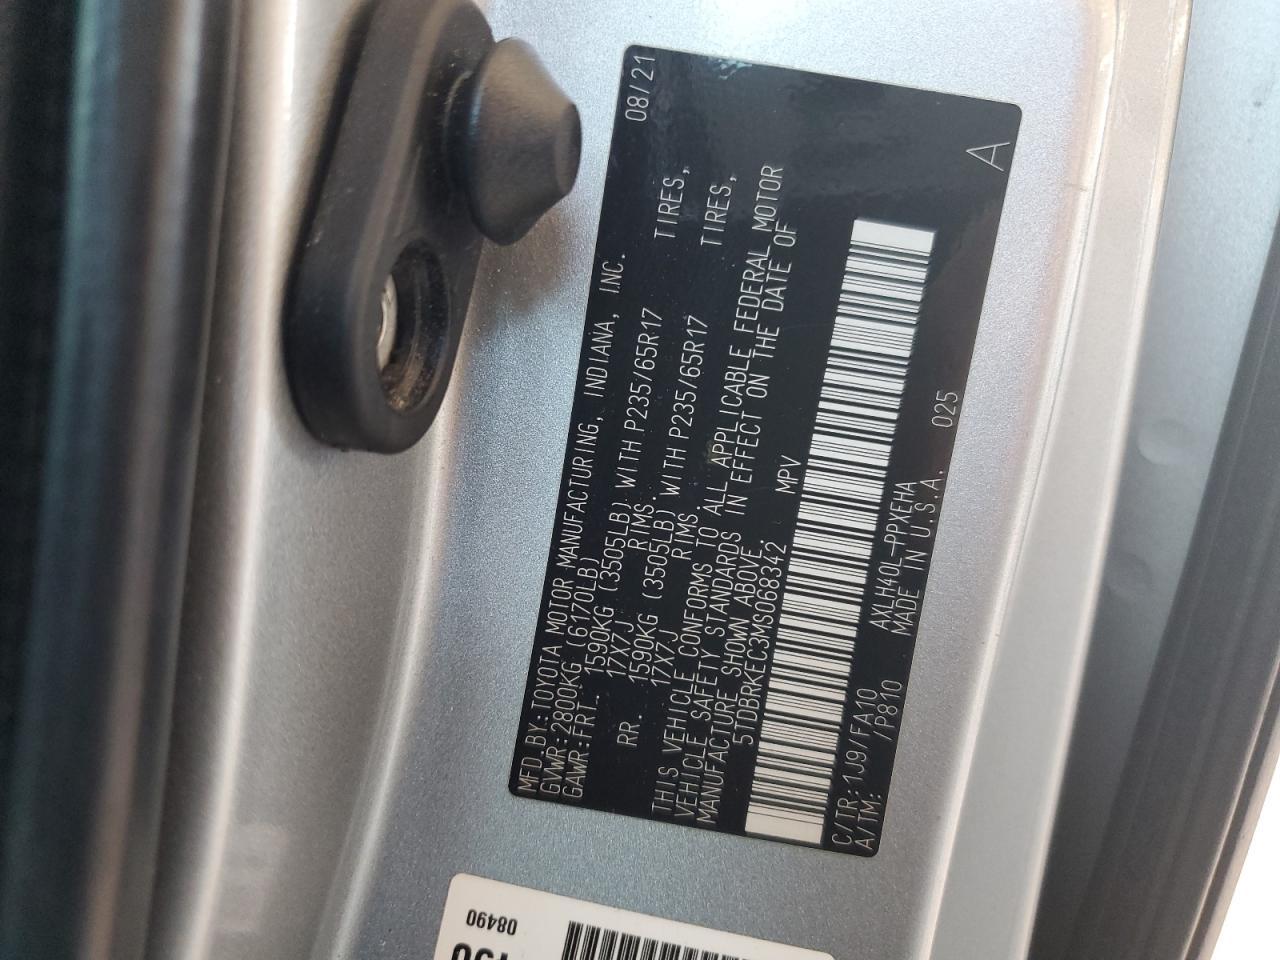 MFD.BY:TOYOTA MOTOR MANUFACTURING, INDIANA, INC. 08/21
GVWR:2800KG (6170LB)
GAWR:FRT. 1590KG (3505LB) WITH P235/65R17 TIRES,
17X7J RIMS.
RR. 1590KG (3505LB) WITH P235/65R17 TIRES,
17X7J RIMS.
THIS VEHICLE CONFORMS TO ALL APPLICABLE FEDERAL MOTOR
VEHICLE SAFETY STANDARDS IN EFFECT ON THE DATE OF
MANUFACTURE SHOWN ABOVE.
5TDBRKEC3MS068342 MPV
C/TR:1J9/FA10 AXLH40L-PPXEHA
A/TM: /P810 MADE IN U.S.A. 025
A
08490